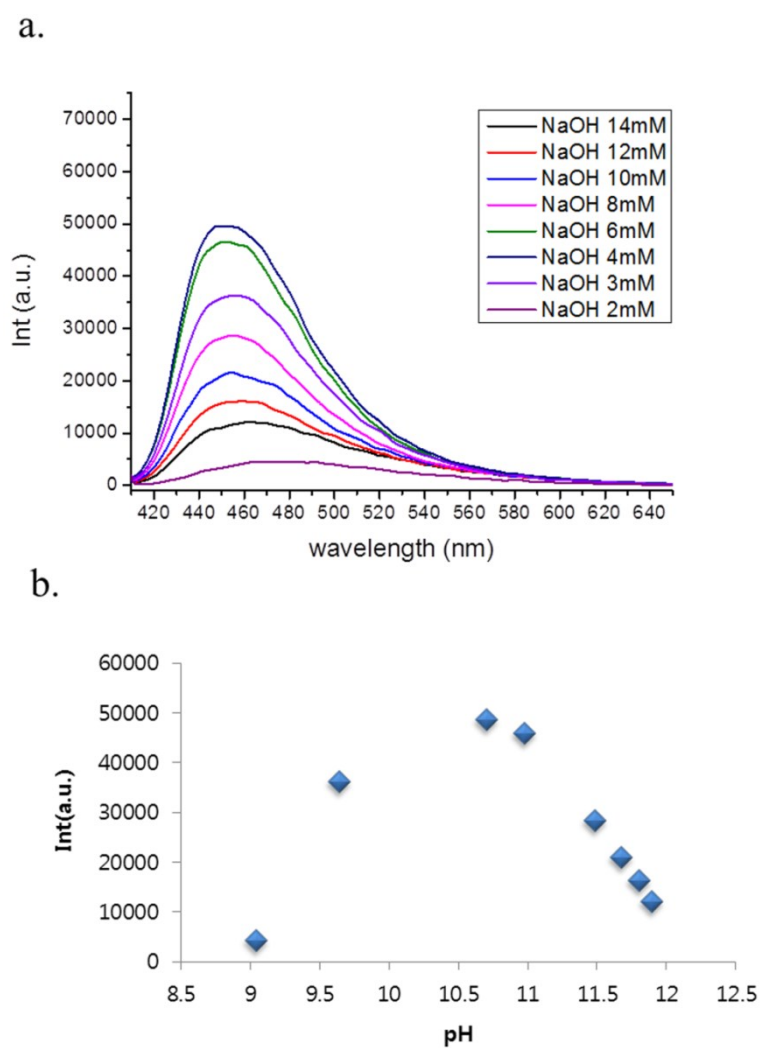 a.
70000
60000
50000
40000
30000
20000
10000
0
Int (a.u.)
NaOH 14mM
NaOH 12mM
NaOH 10mM
NaOH 8mM
NaOH 6mM
NaOH 4mM
NaOH 3mM
NaOH 2mM
420 440 460 480 500 520 540 560 580 600 620 640
wavelength (nm)
b.
60000
50000
40000
30000
20000
10000
0
Int(a.u.)
8.5 9 9.5 10 10.5 11 11.5 12 12.5
pH